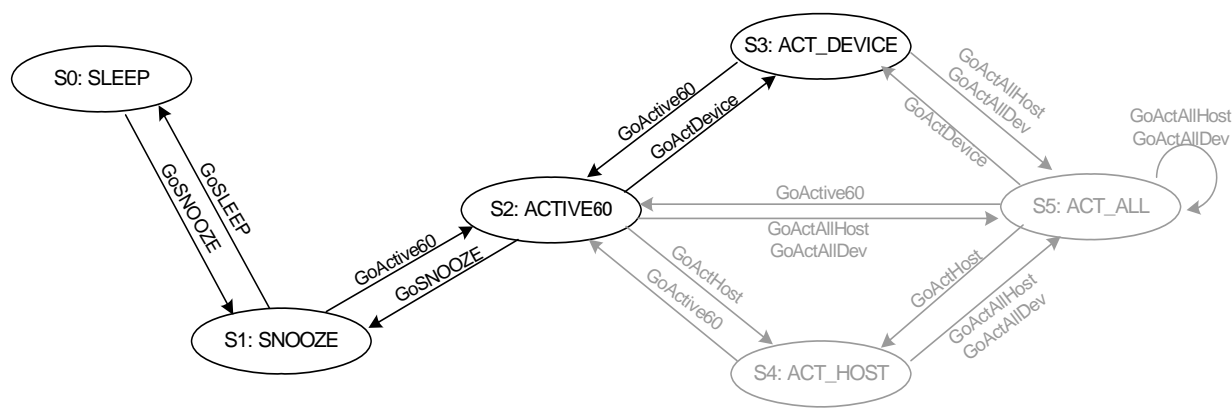 S0: SLEEP
GoSNOOZE
GoSLEEP
S1: SNOOZE
GoActive60
GoSNOOZE
S2: ACTIVE60
GoActive60
GoActDevice
S3: ACT_DEVICE
GoActAllHost
GoActAllDev
GoActDevice
GoActive60
GoActAllHost
GoActAllDev
GoActHost
GoActive60
S4: ACT_HOST
GoActHost
GoActAllHost
GoActAllDev
S5: ACT_ALL
GoActAllHost
GoActAllDev